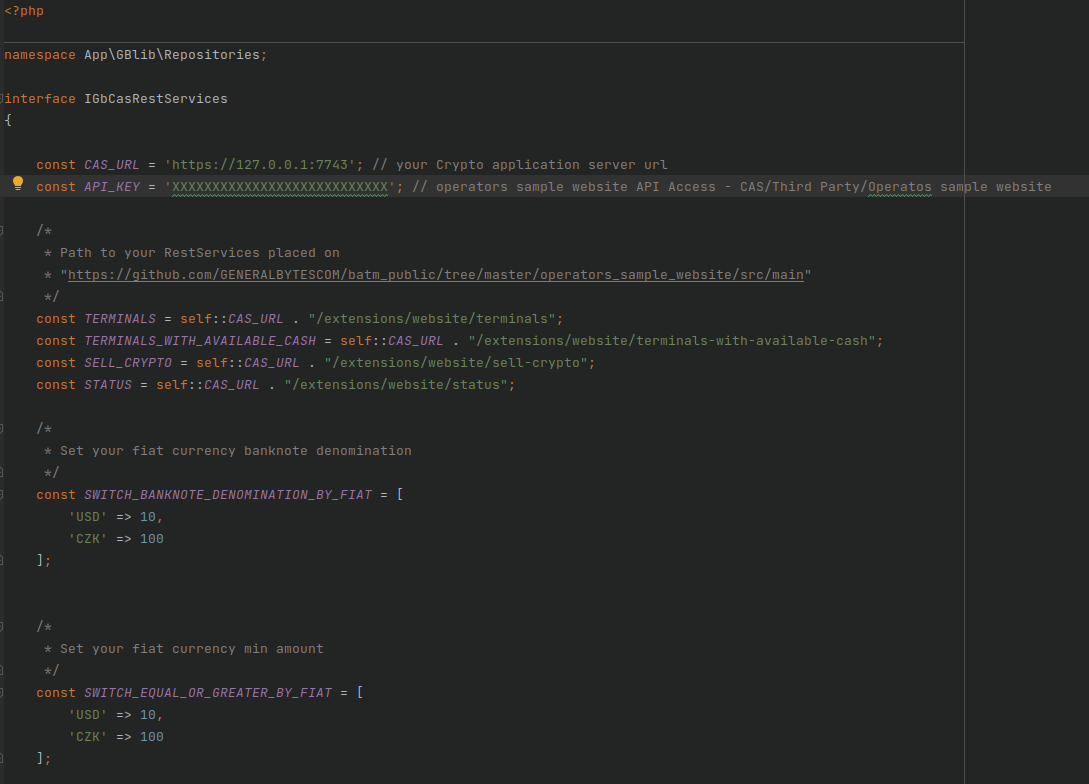 <?php
namespace App\GBlib\Repositories;
interface IGbCasRestServices
{
const CAS_URL = 'https://127.0.0.1:7743'; // your Crypto application server url
const API_KEY = 'XXXXXXXXXXXXXXXXXXXXXXXXXXX'; // operators sample website API Access - CAS/Third Party/Operatos sample website
/*
* Path to your RestServices placed on
* "https://github.com/GENERALBYTESCOM/batm_public/tree/master/operators_sample_website/src/main"
*/
const TERMINALS = self::CAS_URL . "/extensions/website/terminals";
const TERMINALS_WITH_AVAILABLE_CASH = self::CAS_URL . "/extensions/website/terminals-with-available-cash";
const SELL_CRYPTO = self::CAS_URL . "/extensions/website/sell-crypto";
const STATUS = self::CAS_URL . "/extensions/website/status";
/*
* Set your fiat currency banknote denomination
*/
const SWITCH_BANKNOTE_DENOMINATION_BY_FIAT = [
'USD' => 10,
'CZK' => 100
];
/*
* Set your fiat currency min amount
*/
const SWITCH_EQUAL_OR_GREATER_BY_FIAT = [
'USD' => 10,
'CZK' => 100
];